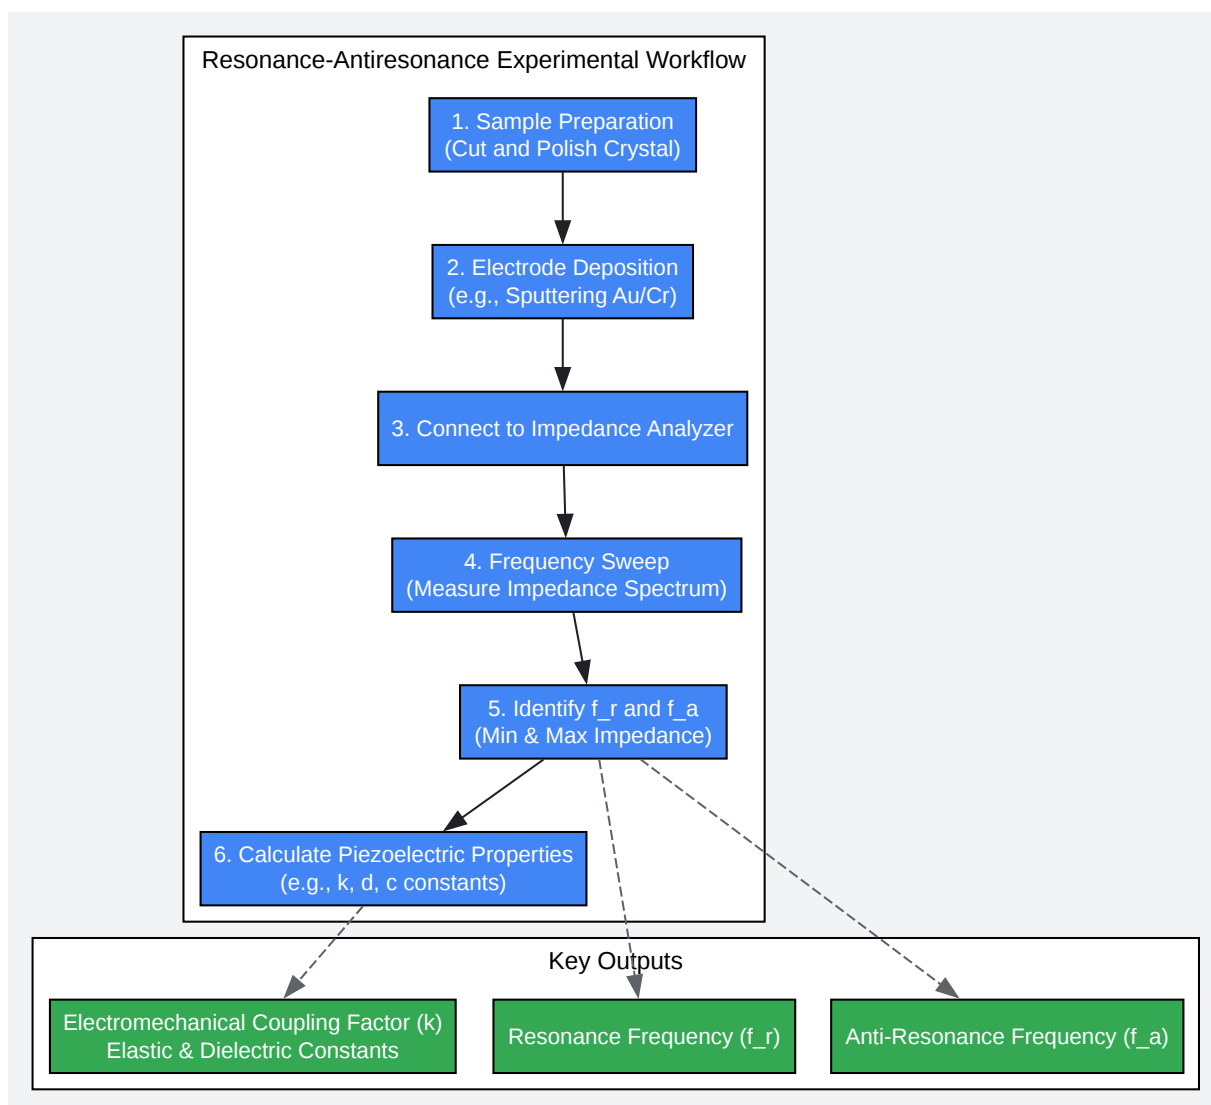 Resonance-Antiresonance Experimental Workflow
1. Sample Preparation
(Cut and Polish Crystal)
2. Electrode Deposition
(e.g., Sputtering Au/Cr)
3. Connect to Impedance Analyzer
4. Frequency Sweep
(Measure Impedance Spectrum)
5. Identify f_r and f_a
(Min & Max Impedance)
6. Calculate Piezoelectric Properties
(e.g., k, d, c constants)
Key Outputs
Electromechanical Coupling Factor (k)
Elastic & Dielectric Constants
Resonance Frequency (f_r)
Anti-Resonance Frequency (f_a)